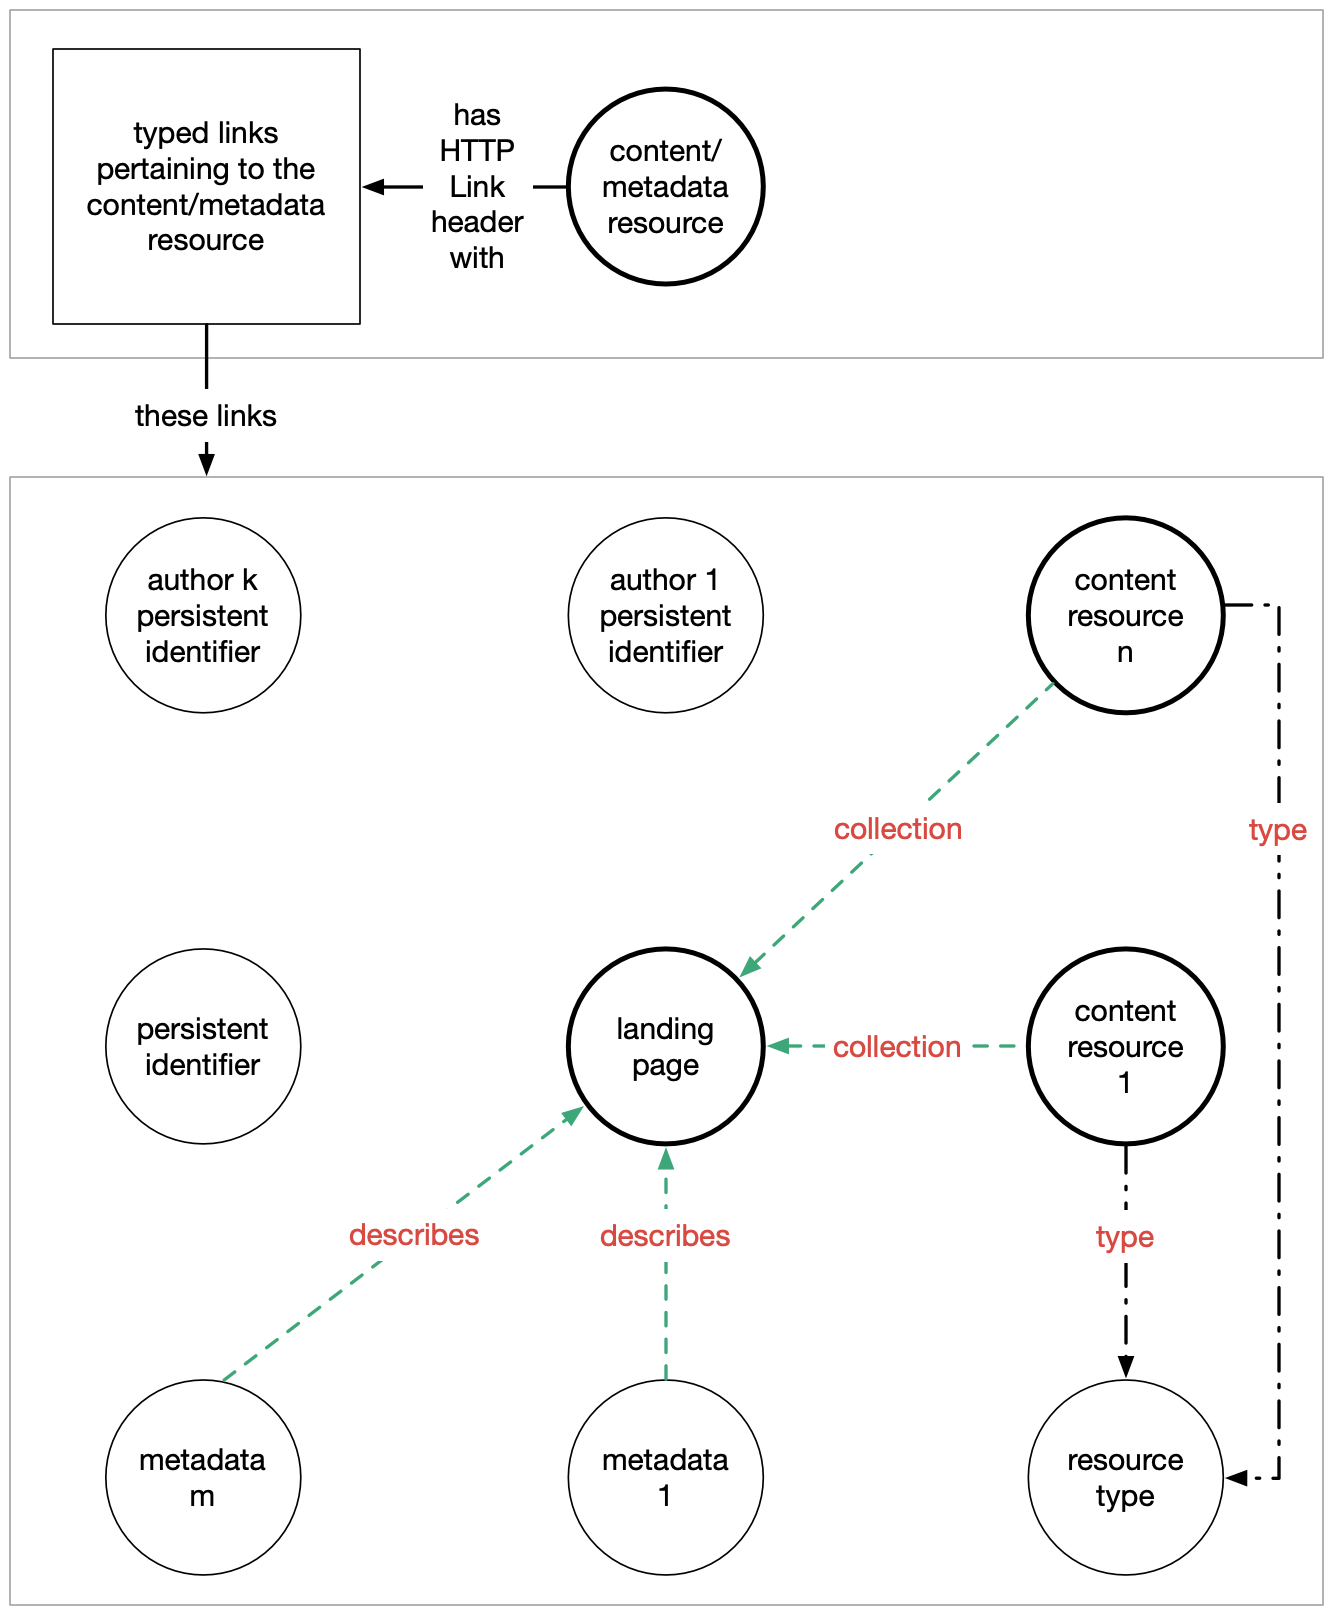 typed links
pertaining to the
content/metadata
resource
has
HTTP
Link
header
with
content/
metadata
resource
these links
author k
persistent
identifier
author 1
persistent
identifier
content
resource
n
collection
type
persistent
identifier
landing
page
collection
content
resource
1
describes
describes
type
metadata
m
metadata
1
resource
type